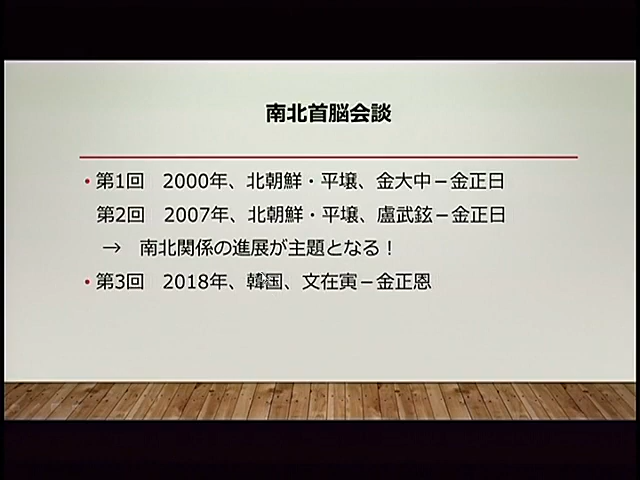 南北首脳会談
・第1回　2000年、北朝鮮・平壌、金大中－金正日
第2回　2007年、北朝鮮・平壌、盧武鉉－金正日
→　南北関係の進展が主題となる！
・第3回　2018年、韓国、文在寅－金正恩